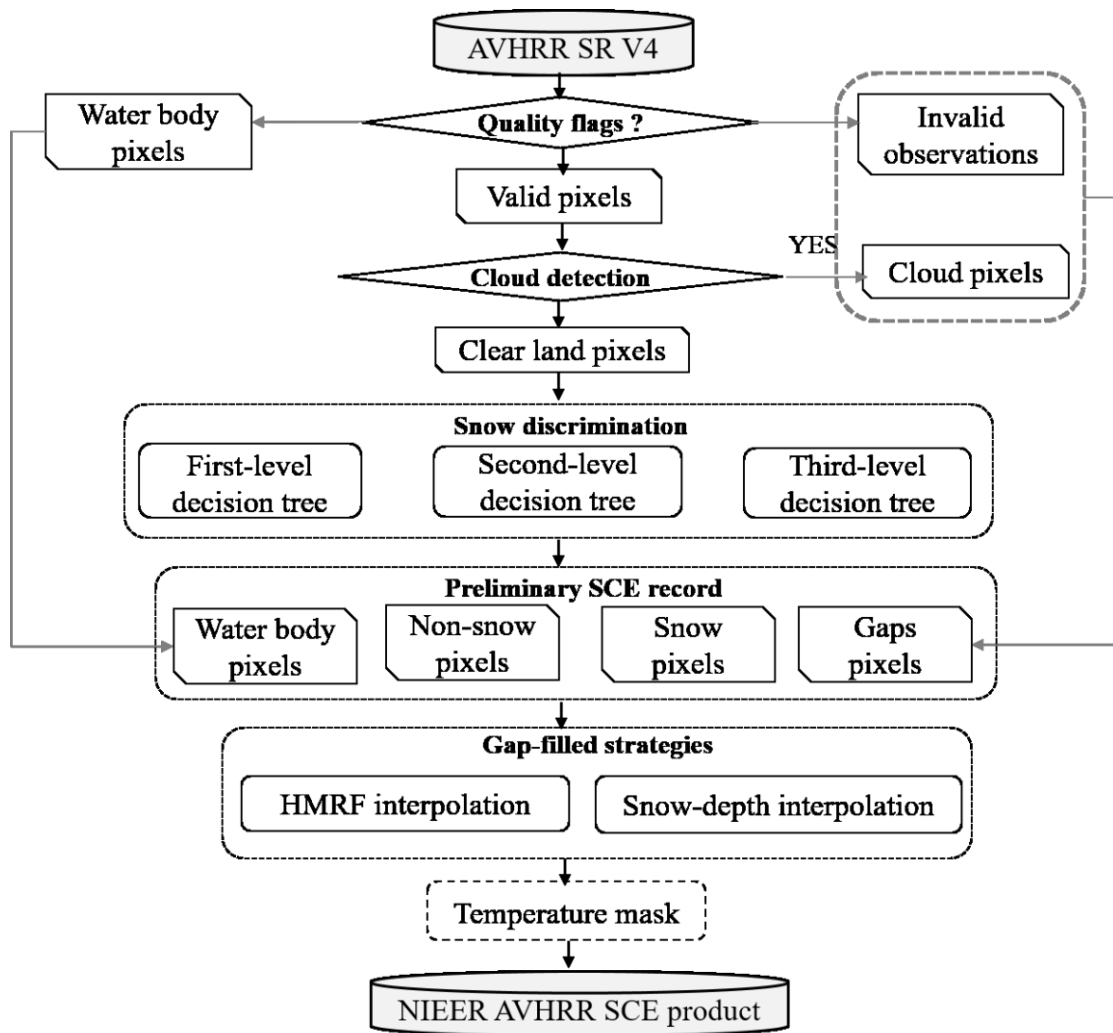 AVHRR SR V4
Water body
pixels
Quality flags ?
Invalid
observations
Valid pixels
YES
Cloud detection
Cloud pixels
Clear land pixels
Snow discrimination
First-level
decision tree
Second-level
decision tree
Third-level
decision tree
Preliminary SCE record
Water body
pixels
Non-snow
pixels
Snow
pixels
Gaps
pixels
Gap-filled strategies
HMRF interpolation
Snow-depth interpolation
Temperature mask
NIEER AVHRR SCE product